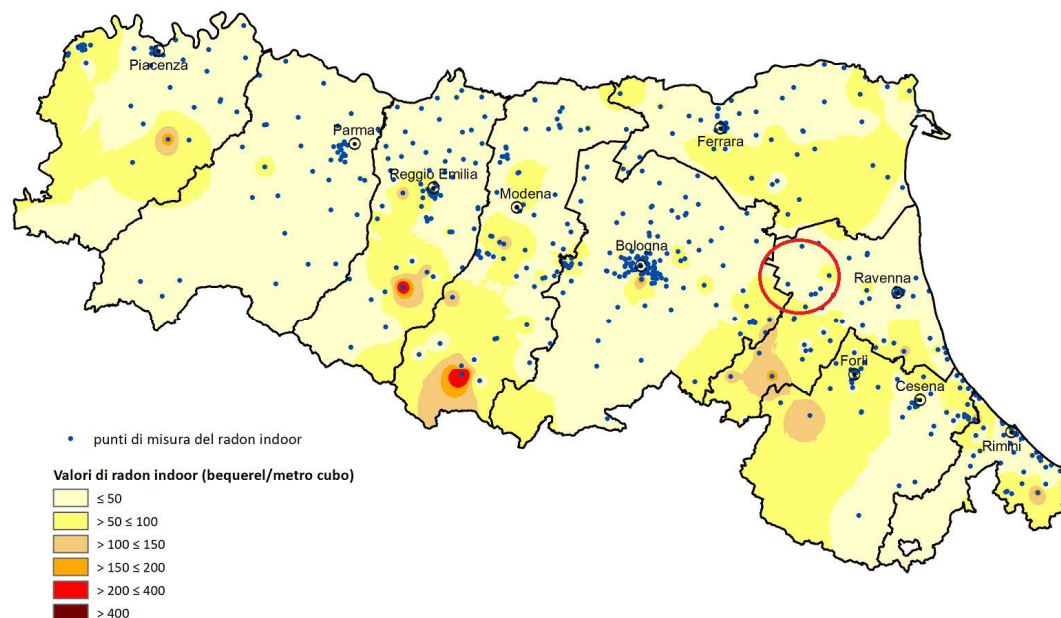 Piacenza
Parma
Reggio Emilia
Modena
Ferrara
Bologna
Ravenna
Forlì
Cesena
Rimini
punti di misura del radon indoor
Valori di radon indoor (bequerel/metro cubo)
≤ 50
> 50 ≤ 100
> 100 ≤ 150
> 150 ≤ 200
> 200 ≤ 400
> 400